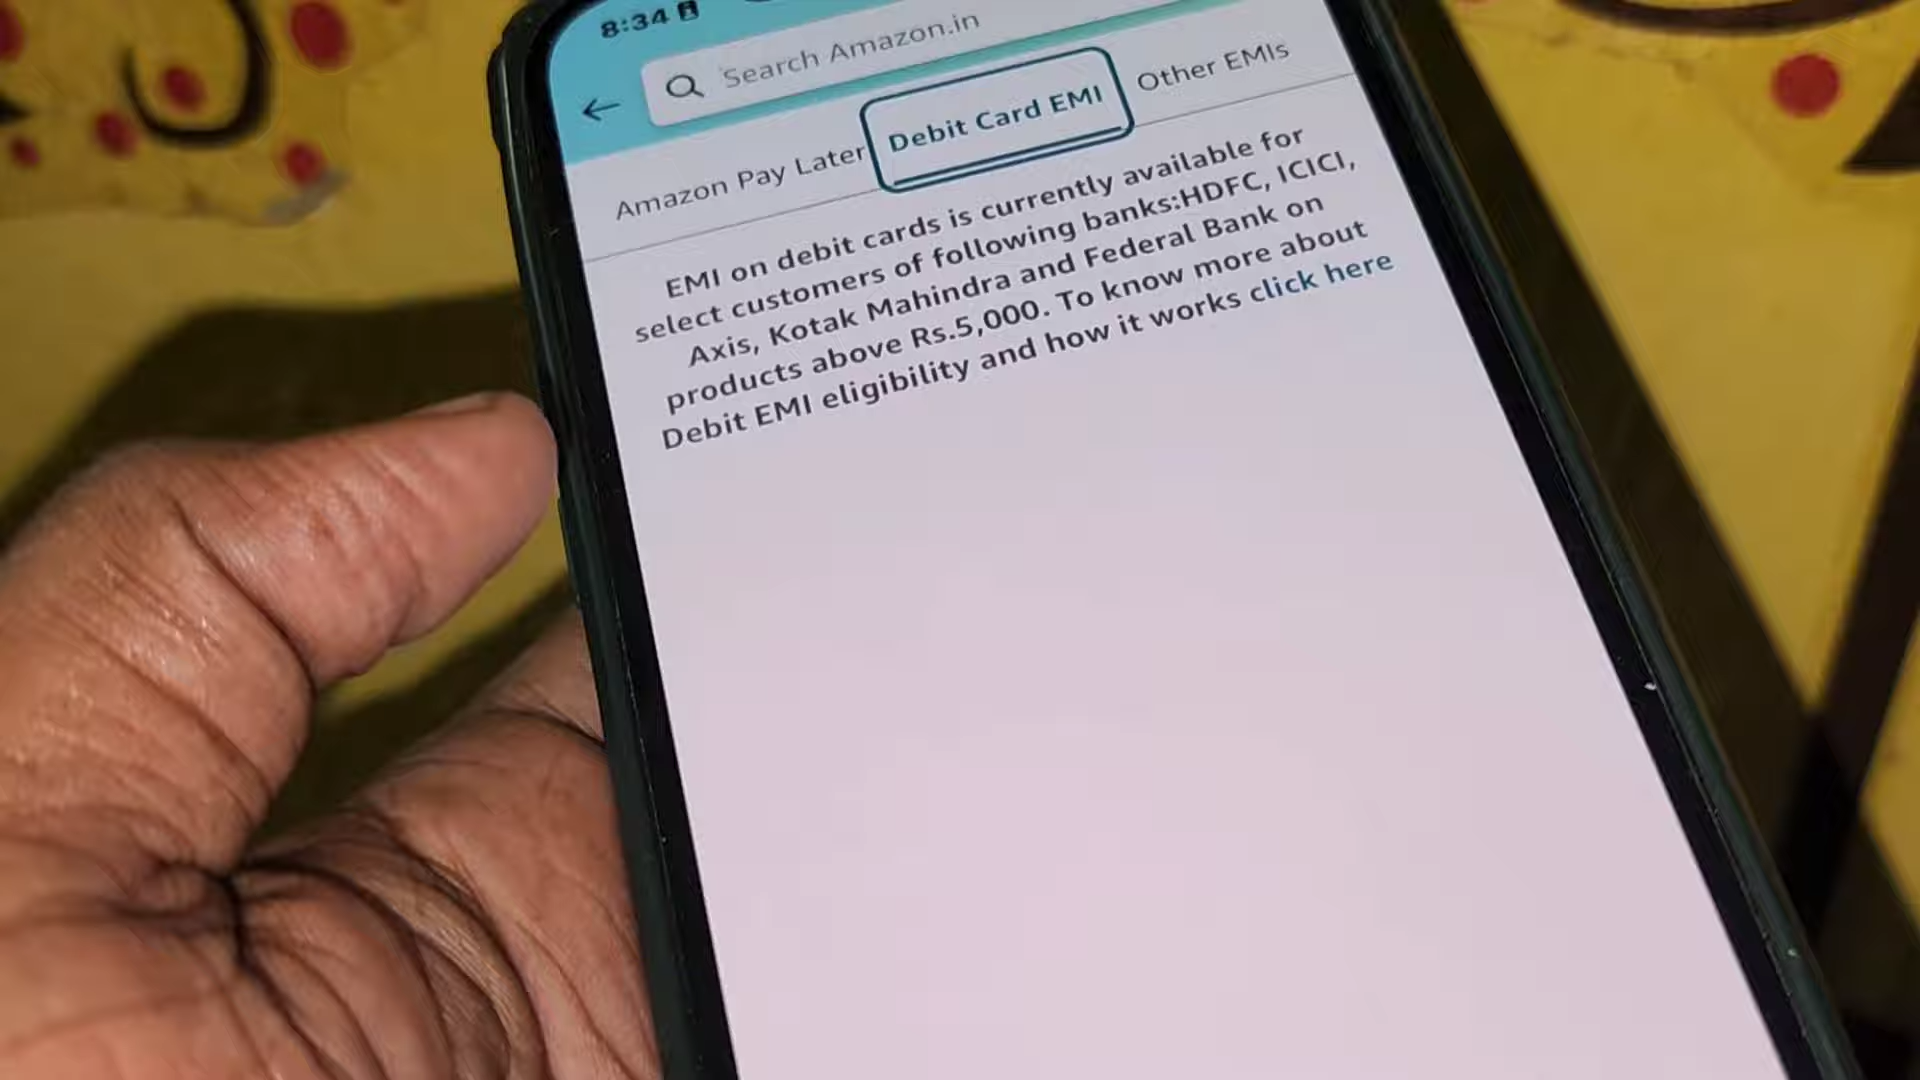 8:34
Search Amazon.in
Amazon Pay Later
Debit Card EMI
Other EMIs
EMI on debit cards is currently available for
select customers of following banks:HDFC, ICICI,
Axis, Kotak Mahindra and Federal Bank on
products above Rs.5,000. To know more about
Debit EMI eligibility and how it works click here